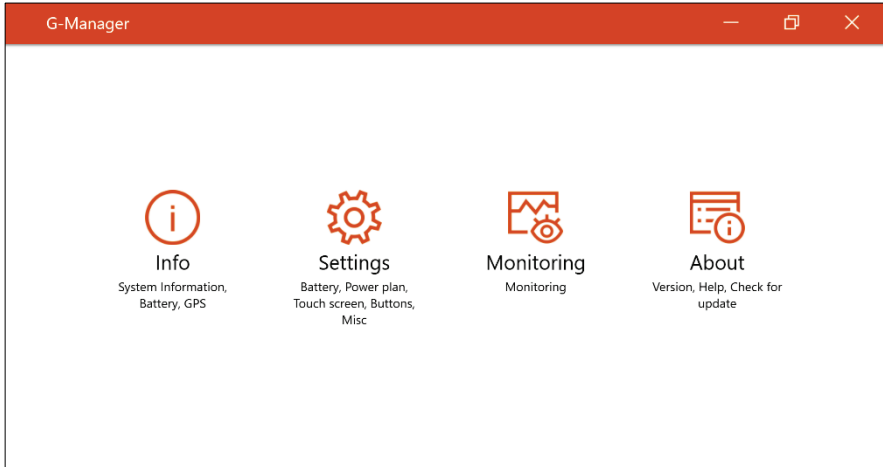 G-Manager
Info
System Information,
Battery, GPS
Settings
Battery, Power plan,
Touch screen, Buttons,
Misc
Monitoring
Monitoring
About
Version, Help, Check for
update